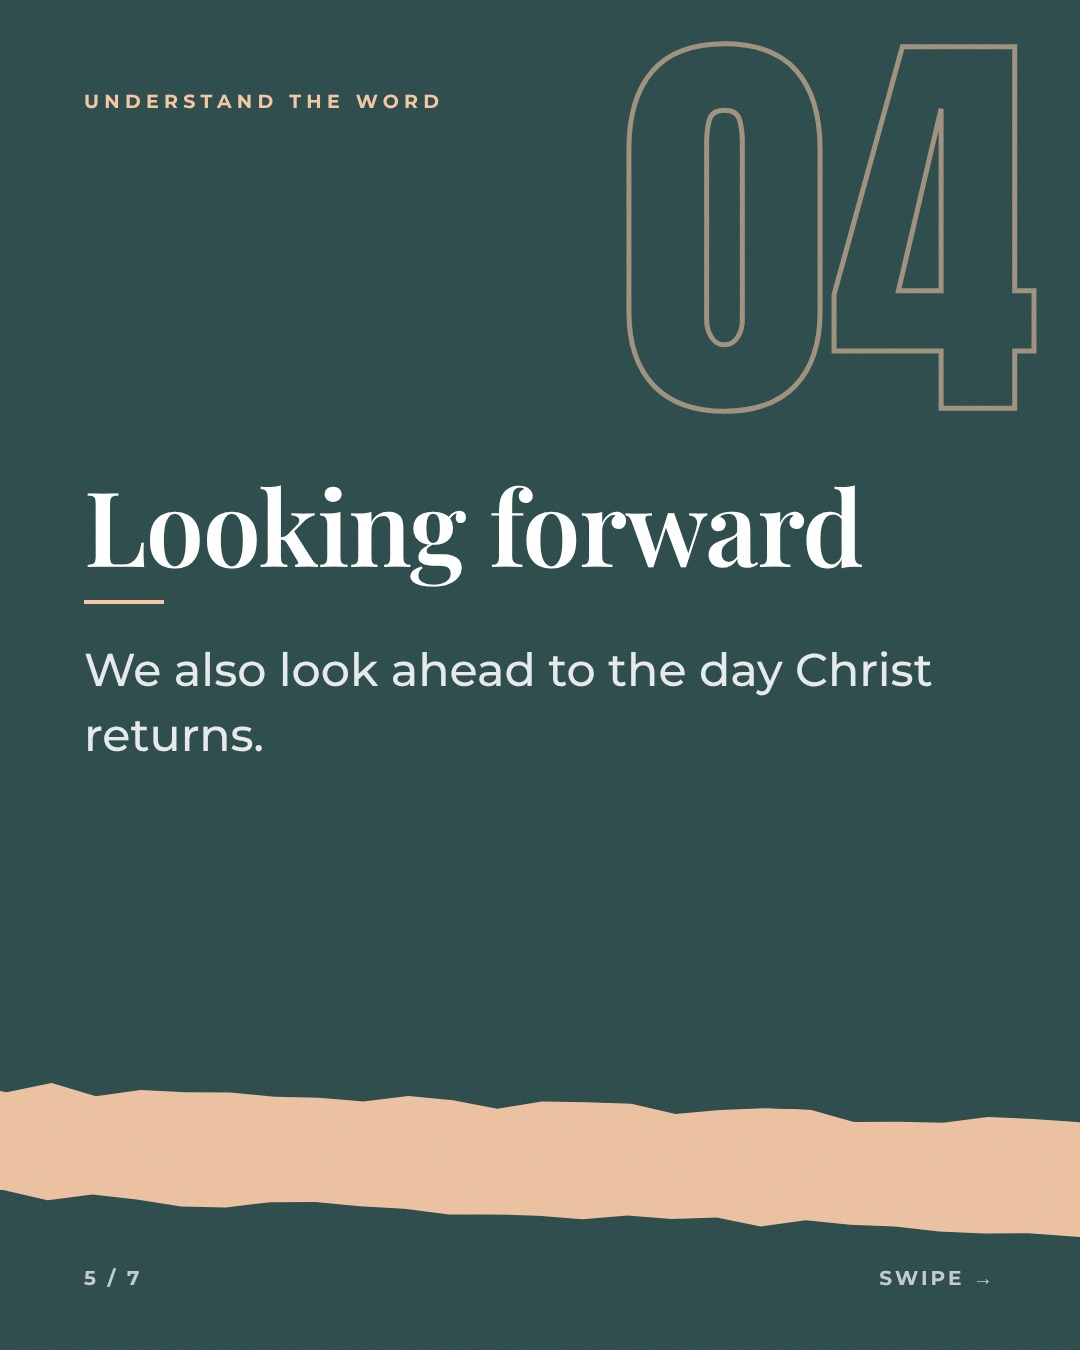 UNDERSTAND THE WORD
04
Looking forward
We also look ahead to the day Christ
returns.
5 / 7
SWIPE →